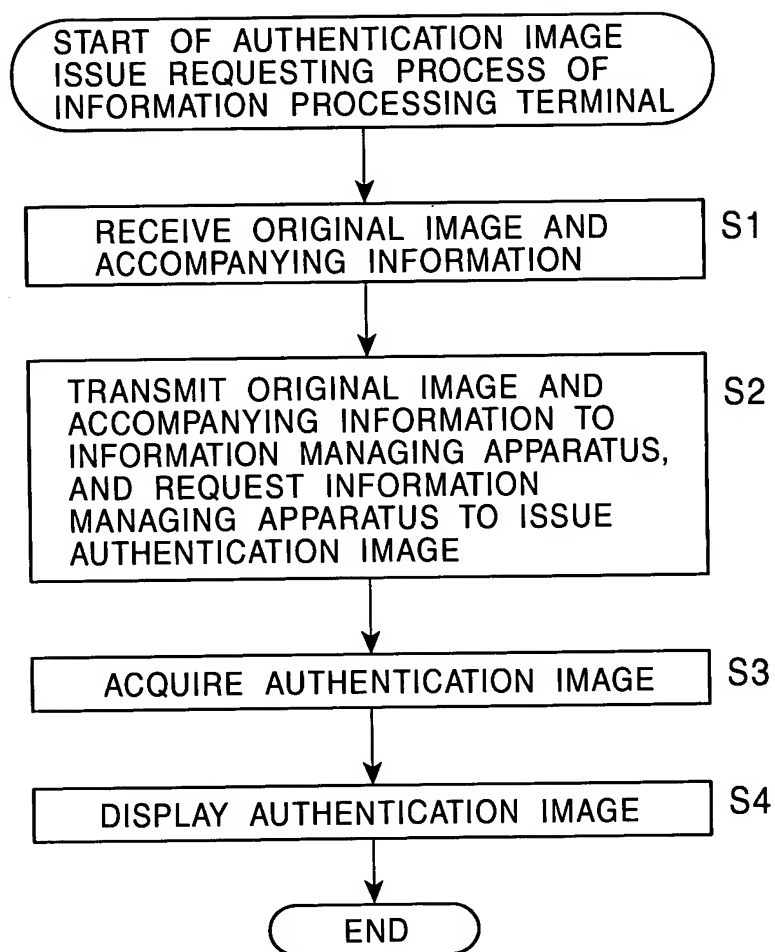 START OF AUTHENTICATION IMAGE
ISSUE REQUESTING PROCESS OF
INFORMATION PROCESSING TERMINAL
RECEIVE ORIGINAL IMAGE AND
ACCOMPANYING INFORMATION
S1
TRANSMIT ORIGINAL IMAGE AND
ACCOMPANYING INFORMATION TO
INFORMATION MANAGING APPARATUS,
AND REQUEST INFORMATION
MANAGING APPARATUS TO ISSUE
AUTHENTICATION IMAGE
S2
ACQUIRE AUTHENTICATION IMAGE
S3
DISPLAY AUTHENTICATION IMAGE
S4
END